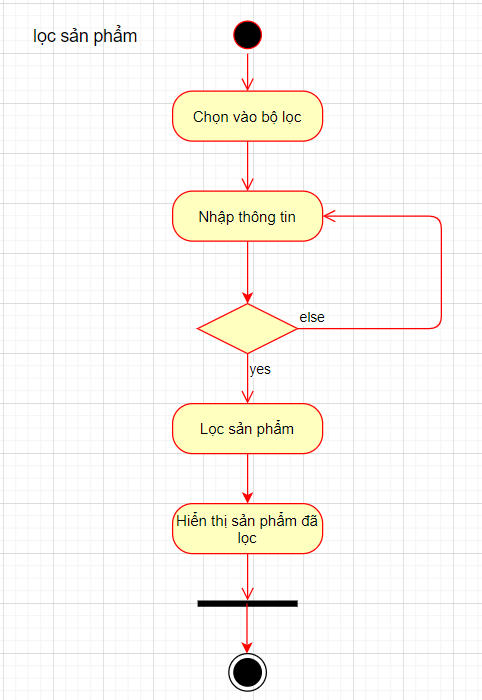 lọc sản phẩm
Chọn vào bộ lọc
Nhập thông tin
else
yes
Lọc sản phẩm
Hiển thị sản phẩm đã
lọc